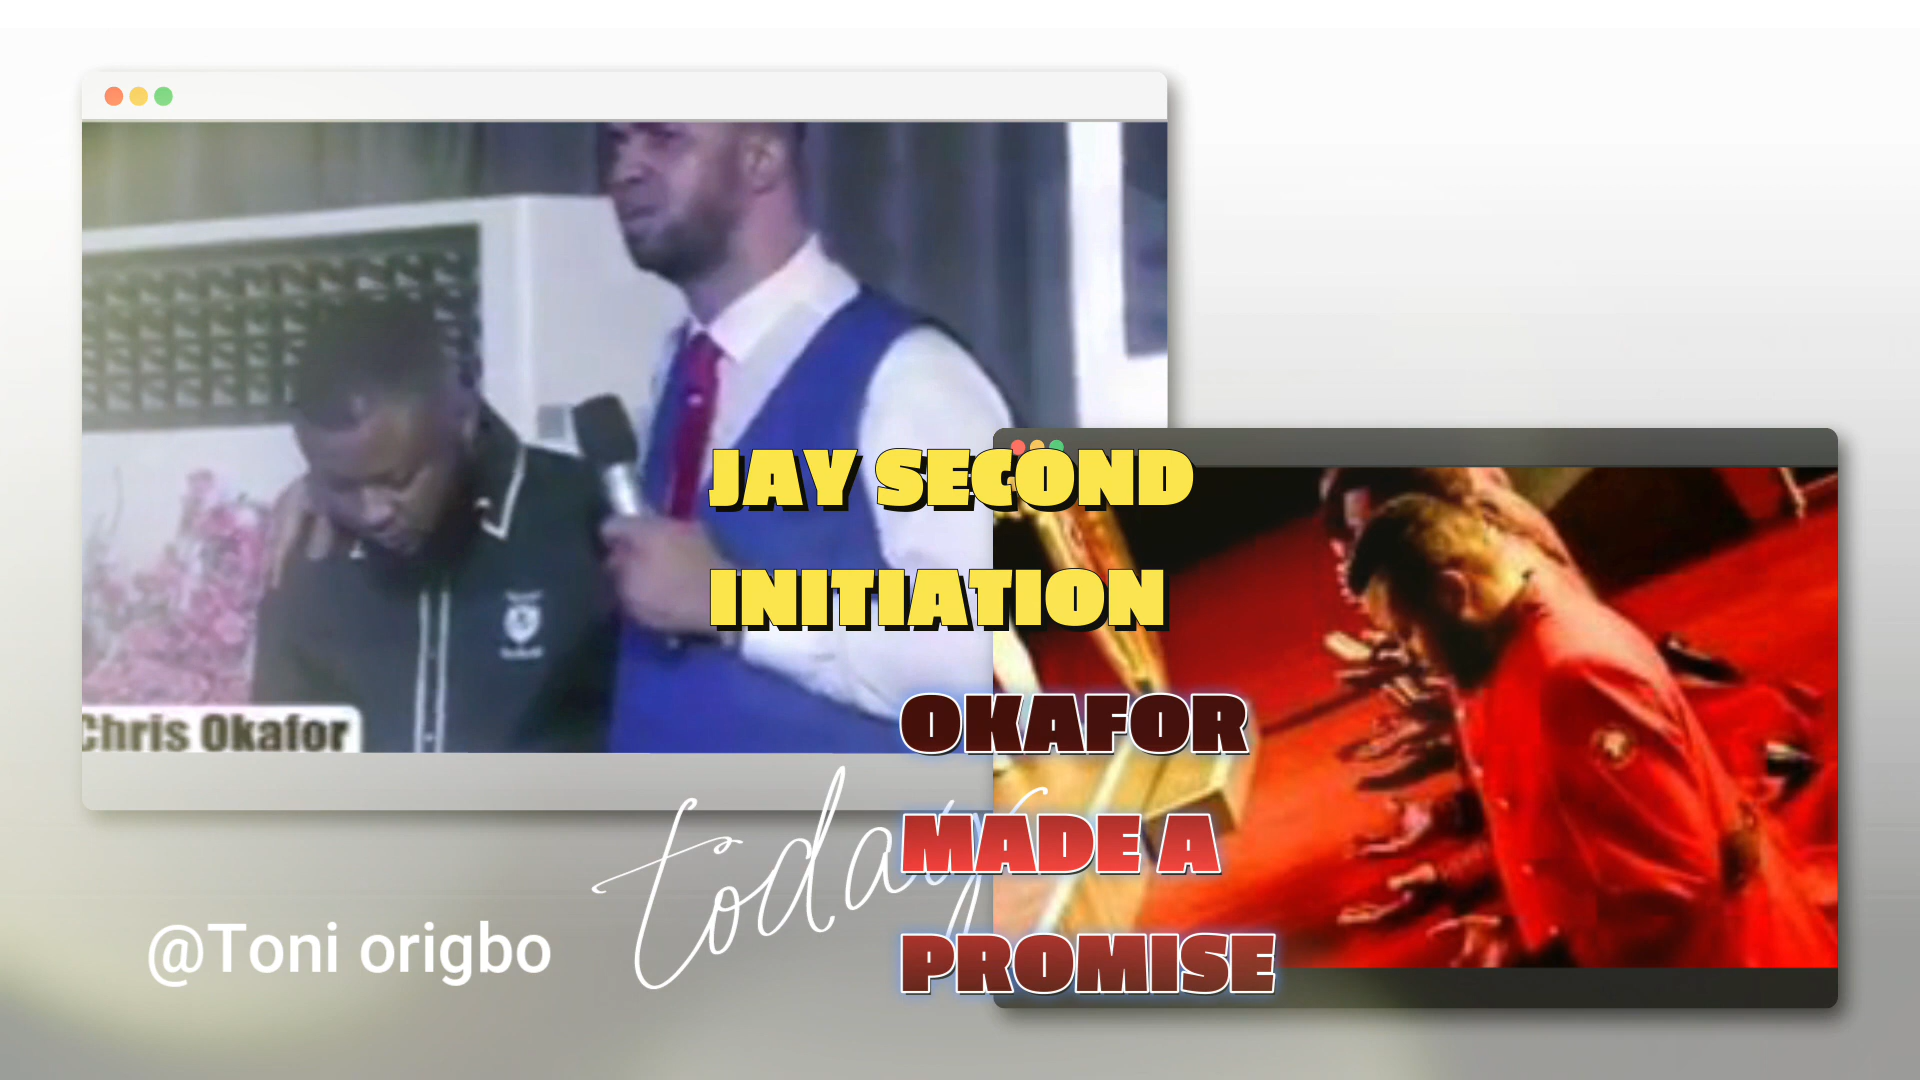 JAY SECOND
INITIATION
Chris Okafor
OKAFOR
MADE A
PROMISE
today
@Toni origbo